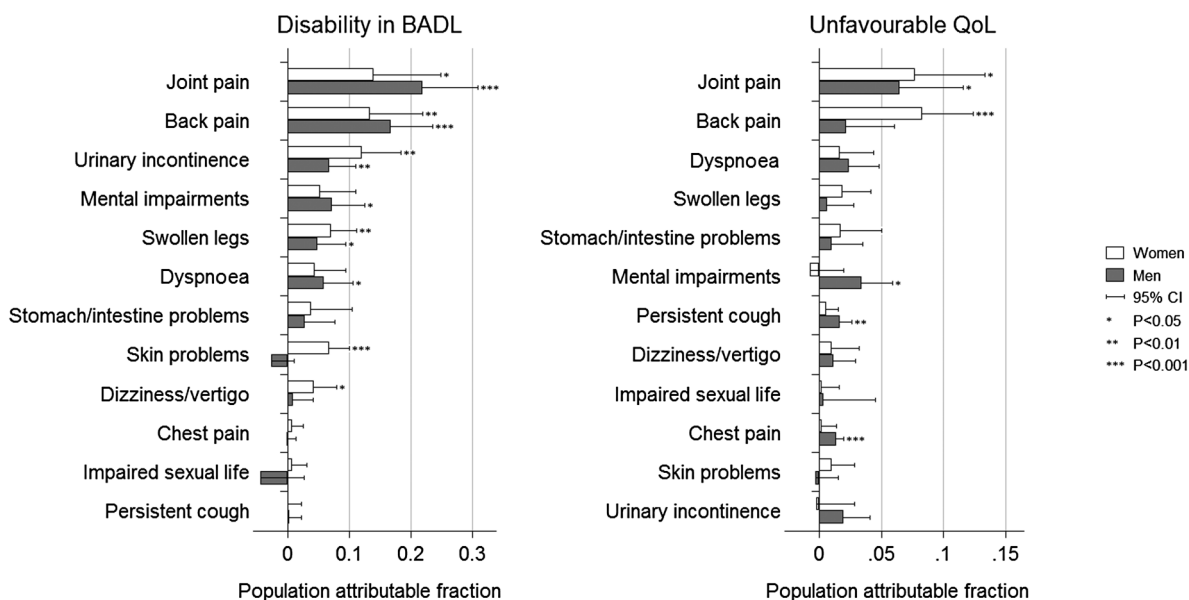 Disability in BADL
Joint pain
*
***
Back pain
**
***
Urinary incontinence
**
**
Mental impairments
*
Swollen legs
**
*
Dyspnoea
*
Stomach/intestine problems
Skin problems
***
Dizziness/vertigo
*
Chest pain
Impaired sexual life
Persistent cough
0 0.1 0.2 0.3
Population attributable fraction
Unfavourable QoL
Joint pain
*
*
Back pain
***
Dyspnoea
Swollen legs
Stomach/intestine problems
Mental impairments
*
Persistent cough
**
Dizziness/vertigo
Impaired sexual life
Chest pain
***
Skin problems
Urinary incontinence
0 .05 .1 .15
Population attributable fraction
Women
Men
95% CI
* P<0.05
** P<0.01
*** P<0.001